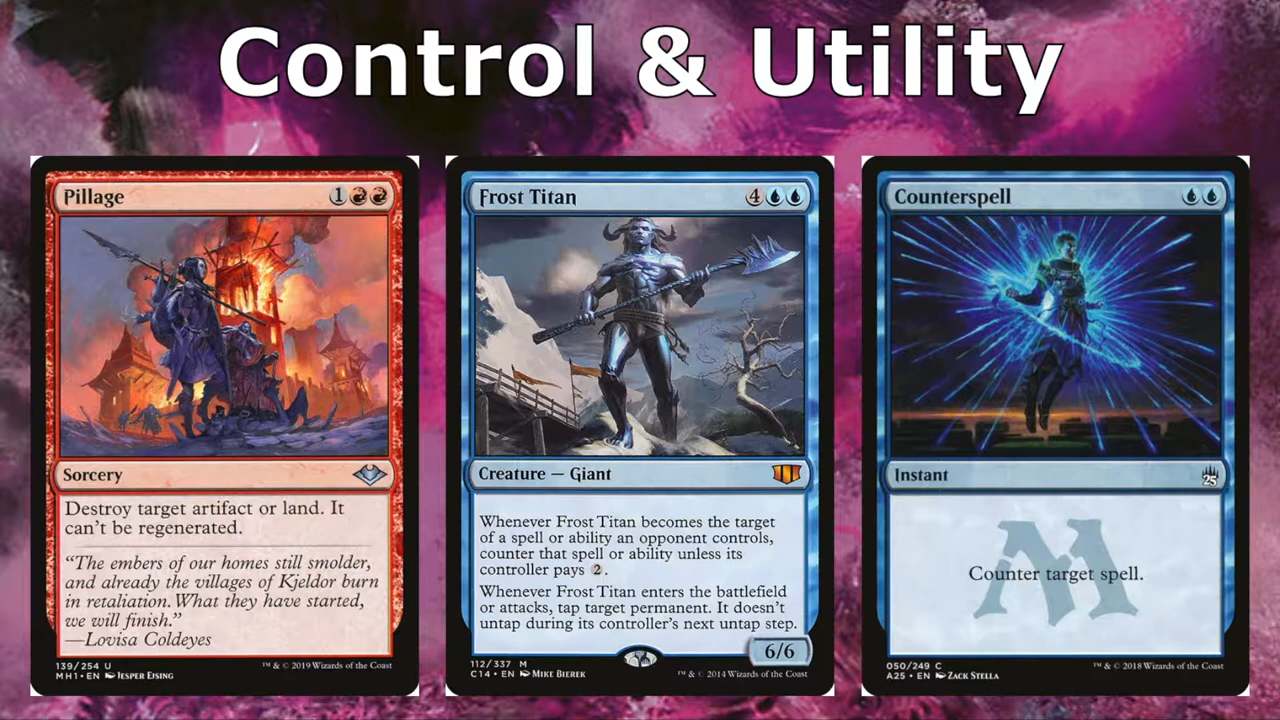 Control & Utility
Pillage
1
Sorcery
Destroy target artifact or land. It
can't be regenerated.
“The embers of our homes still smolder,
and already the villages of Kjeldor burn
in retaliation. What they have started,
we will finish.”
—Lovisa Coldeyes
139/254 U
MH1 • EN Jesper Ejsing
™ & © 2019 Wizards of the Coast
Frost Titan
4
Creature — Giant
Whenever Frost Titan becomes the target
of a spell or ability an opponent controls,
counter that spell or ability unless its
controller pays 2.
Whenever Frost Titan enters the battlefield
or attacks, tap target permanent. It doesn't
untap during its controller's next untap step.
6/6
112/337 M
C14 • EN Mike Bierek
™ & © 2014 Wizards of the Coast
Counterspell
Instant
25
Counter target spell.
050/249 C
A25 • EN Zack Stella
™ & © 2018 Wizards of the Coast